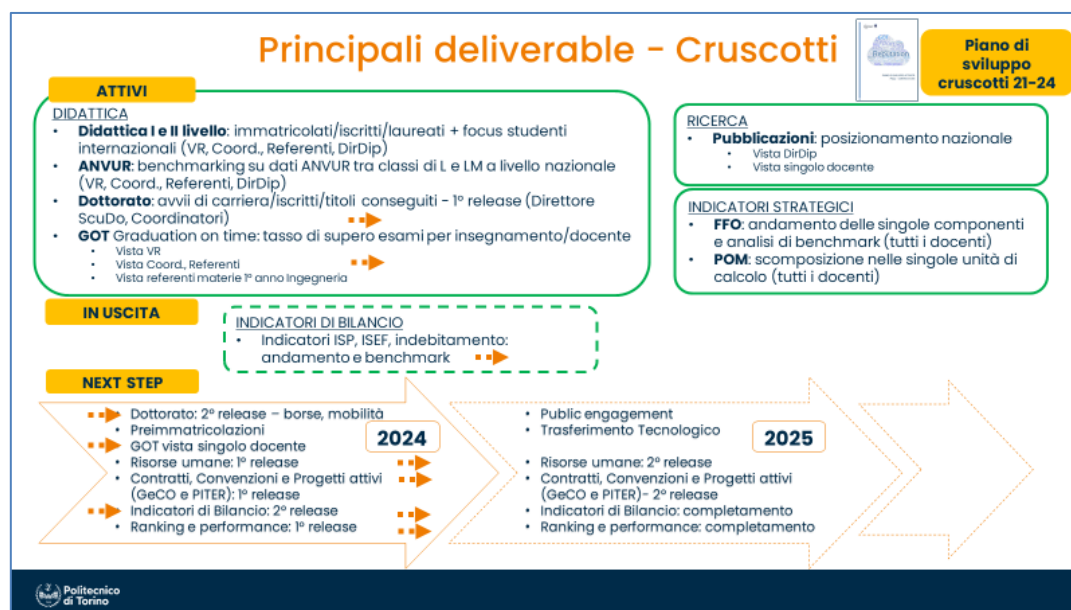 Principali deliverable - Cruscotti
Piano di
sviluppo
cruscotti 21-24
ATTIVI
DIDATTICA
• Didattica I e II livello: immatricolati/iscritti/laureati + focus studenti
internazionali (VR, Coord., Referenti, DirDip)
• ANVUR: benchmarking su dati ANVUR tra classi di L e LM a livello nazionale
(VR, Coord., Referenti, DirDip)
• Dottorato: avvii di carriera/iscritti/titoli conseguiti - 1° release (Direttore
ScuDo, Coordinatori)
• GOT Graduation on time: tasso di supero esami per insegnamento/docente
• Vista VR
• Vista Coord., Referenti
• Vista referenti materie 1° anno Ingegneria
RICERCA
• Pubblicazioni: posizionamento nazionale
• Vista DirDip
• Vista singolo docente
INDICATORI STRATEGICI
• FFO: andamento delle singole componenti
e analisi di benchmark (tutti i docenti)
• POM: scomposizione nelle singole unità di
calcolo (tutti i docenti)
IN USCITA
INDICATORI DI BILANCIO
• Indicatori ISP, ISEF, indebitamento:
andamento e benchmark
NEXT STEP
• Dottorato: 2° release – borse, mobilità
• Preimmatricolazioni
• GOT vista singolo docente
• Risorse umane: 1° release
• Contratti, Convenzioni e Progetti attivi
(GeCO e PITER): 1° release
• Indicatori di Bilancio: 2° release
• Ranking e performance: 1° release
2024
• Public engagement
• Trasferimento Tecnologico
• Risorse umane: 2° release
• Contratti, Convenzioni e Progetti attivi
(GeCO e PITER)- 2° release
• Indicatori di Bilancio: completamento
• Ranking e performance: completamento
2025
Politecnico
di Torino